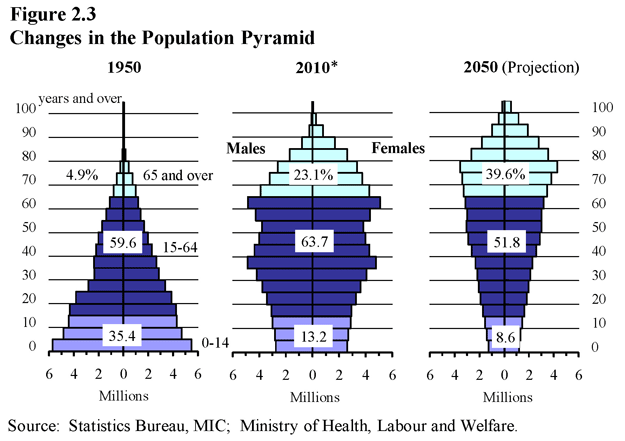 Figure 2.3
Changes in the Population Pyramid
1950 2010* 2050 (Projection)
years and over
100 100
90 90
Males Females
80 80
4.9% 65 and over 23.1% 39.6%
70 70
60 60
50 50
59.6 15-64 63.7 51.8
40 40
30 30
20 20
10 10
35.4 0-14 13.2 8.6
0 0
6 4 2 0 2 4 6 6 4 2 0 2 4 6 6 4 2 0 2 4 6
Millions Millions Millions
Source: Statistics Bureau, MIC; Ministry of Health, Labour and Welfare.